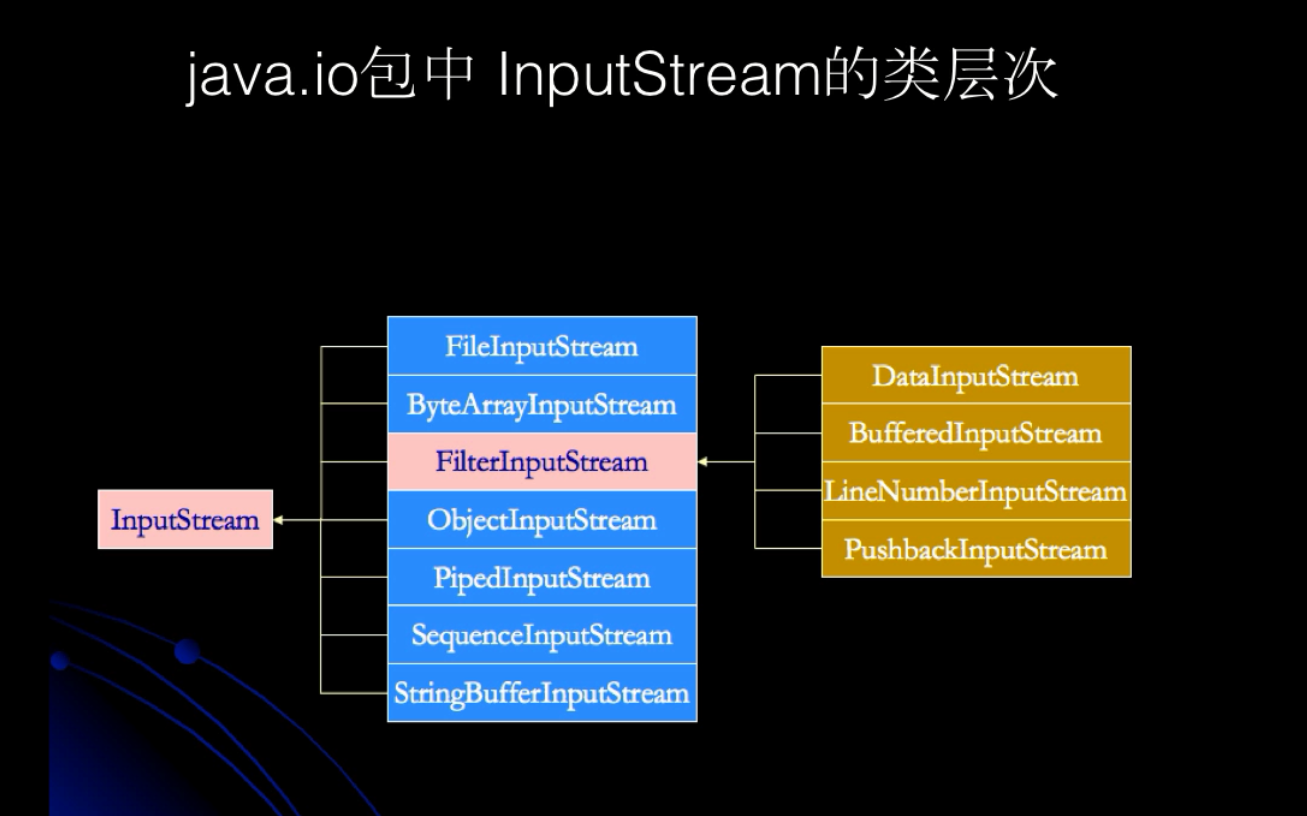 java.io包中 InputStream的类层次
InputStream
FileInputStream
ByteArrayInputStream
FilterInputStream
ObjectInputStream
PipedInputStream
SequenceInputStream
StringBufferInputStream
DataInputStream
BufferedInputStream
LineNumberInputStream
PushbackInputStream